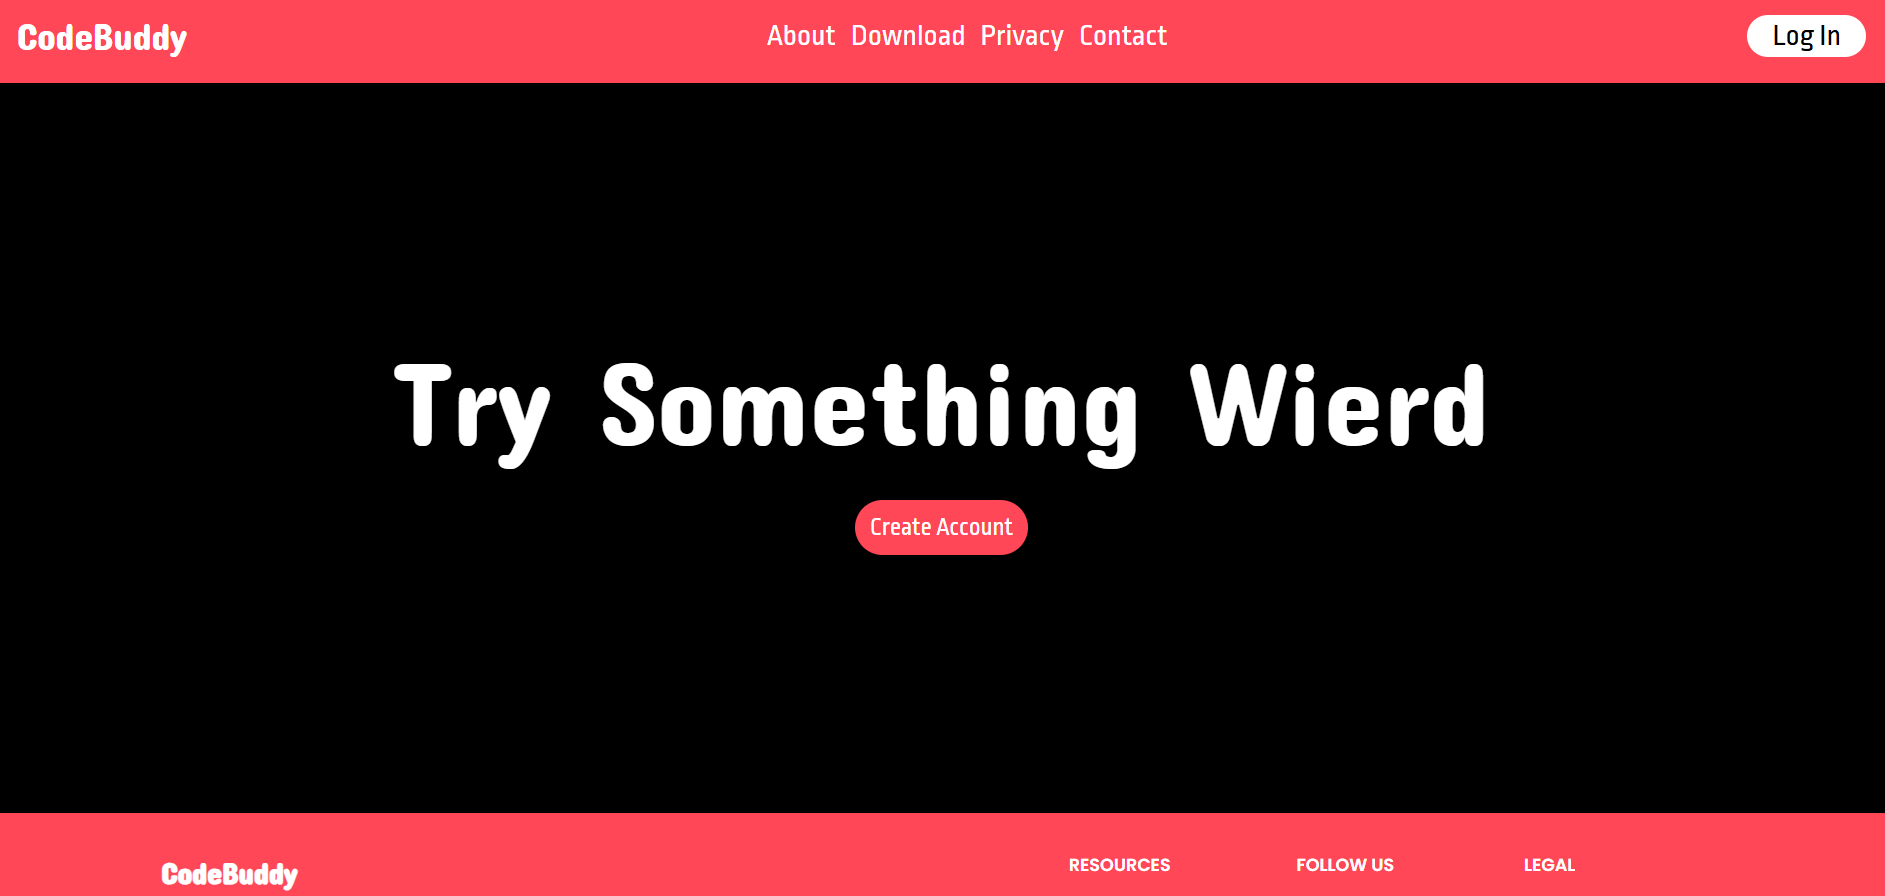 CodeBuddy About Download Privacy Contact Log In
Try Something Wierd
Create Account
CodeBuddy RESOURCES FOLLOW US LEGAL